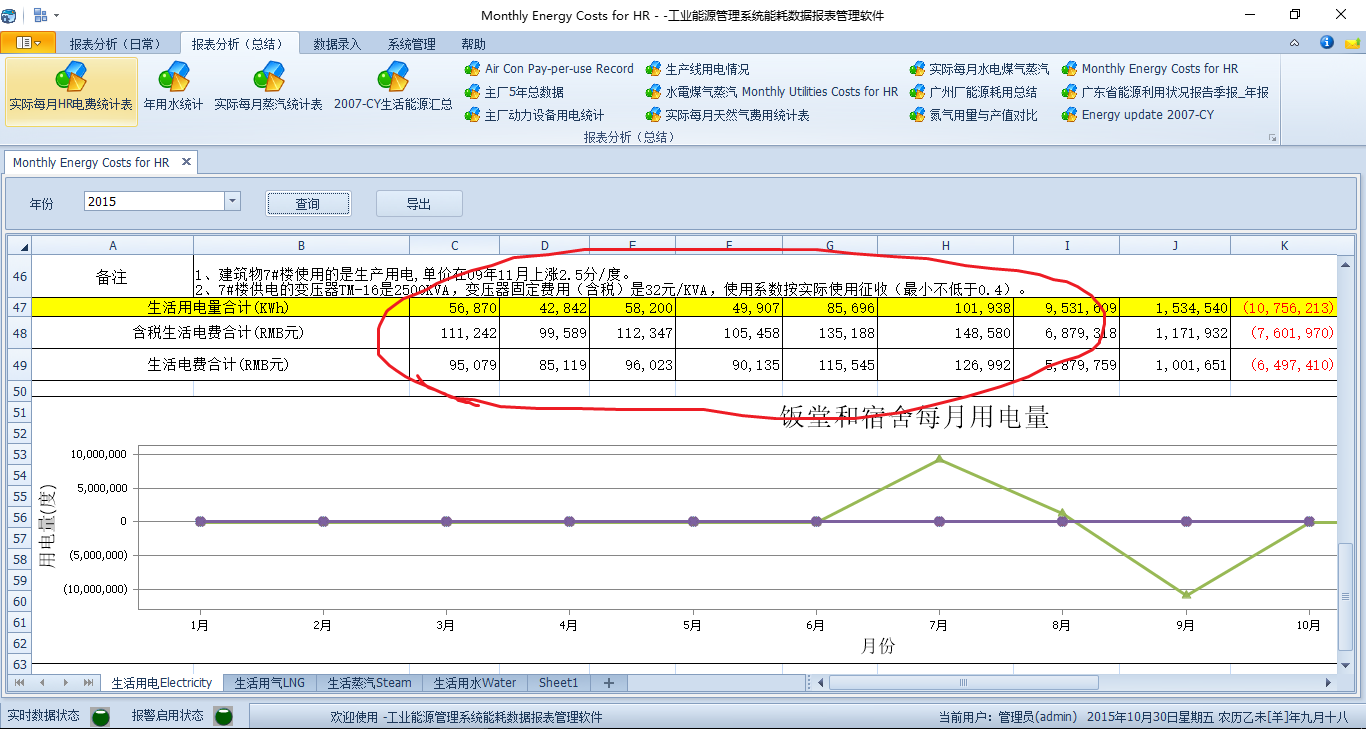 Monthly Energy Costs for HR - -工业能源管理系统能耗数据报表管理软件
报表分析（日常） 报表分析（总结） 数据录入 系统管理 帮助
实际每月HR电费统计表 年用水统计 实际每月蒸汽统计表 2007-CY生活能源汇总
Air Con Pay-per-use Record 生产线用电情况 实际每月水电煤气蒸汽 Monthly Energy Costs for HR
主厂5年总数据 水電煤气蒸汽 Monthly Utilities Costs for HR 广州厂能源耗用总结 广东省能源利用状况报告季报_年报
主厂动力设备用电统计 实际每月天然气费用统计表 氮气用量与产值对比 Energy update 2007-CY
报表分析（总结）
Monthly Energy Costs for HR
年份 2015 查询 导出
A B C D E F G H I J K
46 备注 1、建筑物7#楼使用的是生产用电,单价在09年11月上涨2.5分/度。
2、7#楼供电的变压器TM-16是2500KVA，变压器固定费用（含税）是32元/KVA，使用系数按实际使用征收（最小不低于0.4）。
47 生活用电量合计(KWh) 56,870 42,842 58,200 49,907 85,696 101,938 9,531,609 1,534,540 (10,756,213)
48 含税生活电费合计(RMB元) 111,242 99,589 112,347 105,458 135,188 148,580 6,879,318 1,171,932 (7,601,970)
49 生活电费合计(RMB元) 95,079 85,119 96,023 90,135 115,545 126,992 5,879,759 1,001,651 (6,497,410)
50
51 饭堂和宿舍每月用电量
52
53 10,000,000
54
55 5,000,000
56 0
57
58 (5,000,000)
59
60 (10,000,000)
用电量(度)
61 1月 2月 3月 4月 5月 6月 7月 8月 9月 10月
62 月份
63
生活用电Electricity 生活用气LNG 生活蒸汽Steam 生活用水Water Sheet1
实时数据状态 报警启用状态 欢迎使用 -工业能源管理系统能耗数据报表管理软件 当前用户：管理员(admin) 2015年10月30日星期五 农历乙未[羊]年九月十八